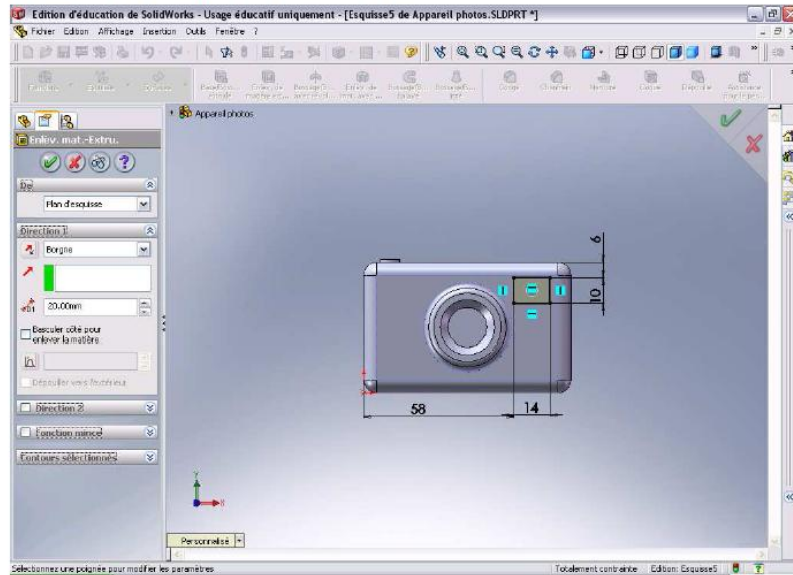 Edition d'éducation de SolidWorks - Usage éducatif uniquement - [Esquisse5 de Appareil photos.SLDPRT *]
Fichier Edition Affichage Insertion Outils Fenêtre ?
Appareil photos
Enlèv. mat.-Extru.
De
Plan d'esquisse
Direction 1
Borgne
20.00mm
Basculer côté pour
enlever la matière
Dépouiller vers l'extérieur
Direction 2
Fonction mince
Contours sélectionnés
6
10
58
14
Y
X
Personnalisé
Sélectionnez une poignée pour modifier les paramètres
Totalement contrainte
Edition: Esquisse5